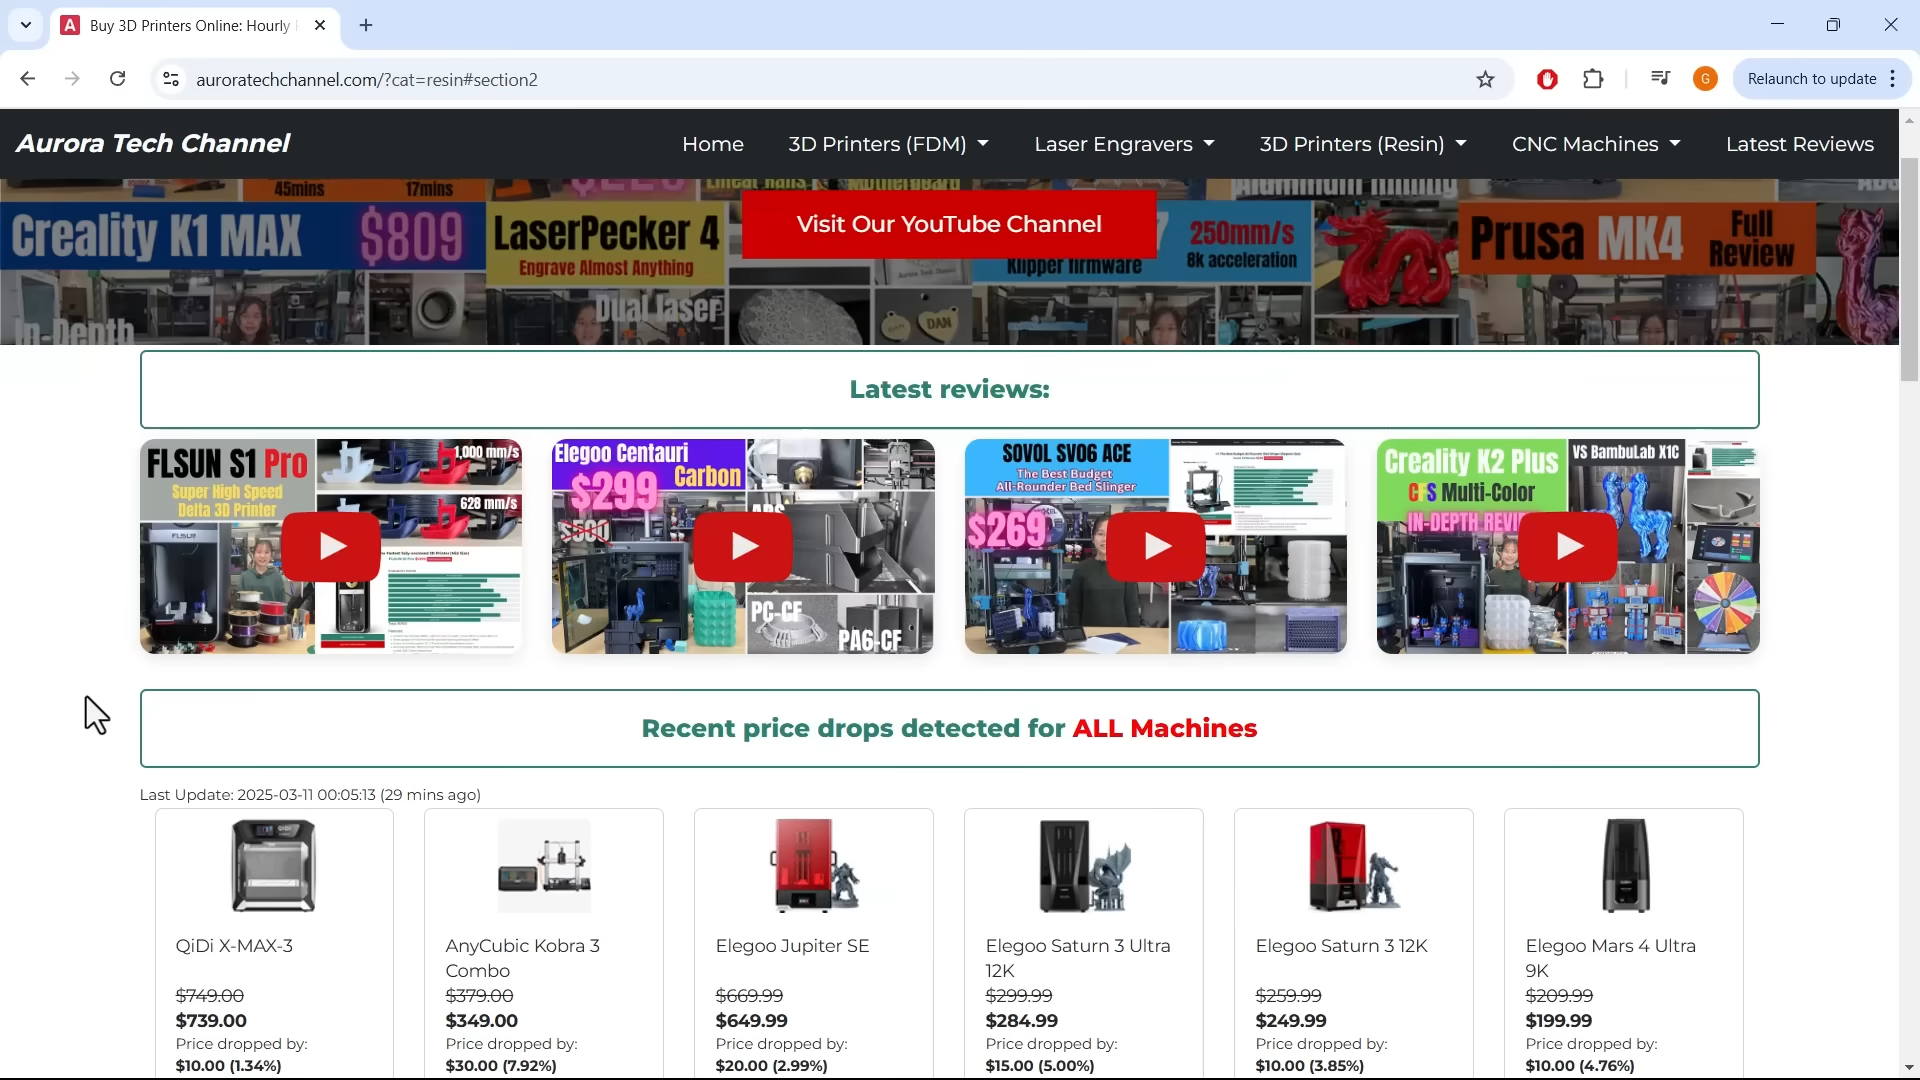 Buy 3D Printers Online: Hourly
auroratechchannel.com/?cat=resin#section2
G
Relaunch to update
Aurora Tech Channel
Home
3D Printers (FDM)
Laser Engravers
3D Printers (Resin)
CNC Machines
Latest Reviews
45mins
17mins
Creality K1 MAX
$809
LaserPecker 4
Engrave Almost Anything
Visit Our YouTube Channel
250mm/s
Klipper firmware
8k acceleration
Prusa MK4
Full
Review
In-Depth
Dual laser
DAN
Latest reviews:
FLSUN S1 Pro
Super High Speed
Delta 3D Printer
1,000 mm/s
628 mm/s
FLSUN
Elegoo Centauri
Carbon
$299
ABS
PC-CF
PA6-CF
SOVOL SV06 ACE
The Best Budget
All-Rounder Bed Slinger
$269
Creality K2 Plus
CFS Multi-Color
VS BambuLab X1C
Recent price drops detected for ALL Machines
Last Update: 2025-03-11 00:05:13 (29 mins ago)
QiDi X-MAX-3
$749.00
$739.00
Price dropped by:
$10.00 (1.34%)
AnyCubic Kobra 3
Combo
$379.00
$349.00
Price dropped by:
$30.00 (7.92%)
Elegoo Jupiter SE
$669.99
$649.99
Price dropped by:
$20.00 (2.99%)
Elegoo Saturn 3 Ultra
12K
$299.99
$284.99
Price dropped by:
$15.00 (5.00%)
Elegoo Saturn 3 12K
$259.99
$249.99
Price dropped by:
$10.00 (3.85%)
Elegoo Mars 4 Ultra
9K
$209.99
$199.99
Price dropped by:
$10.00 (4.76%)